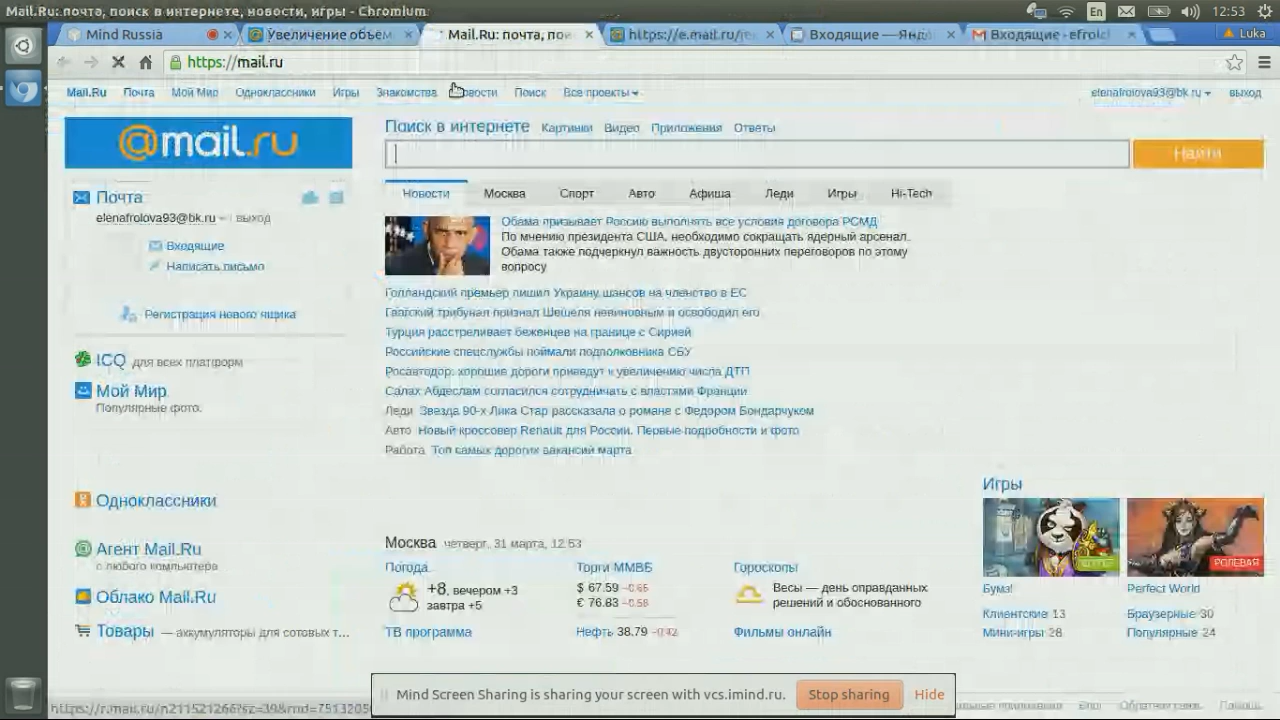 Mail.Ru: почта, поиск в интернете, новости, игры - Chromium
En 12:53
Mind Russia
Увеличение объем
Mail.Ru: почта, пои
https://e.mail.ru/
Входящие — Янд
Входящие - efrol
Luka
https://mail.ru
Mail.Ru Почта Мой Мир Одноклассники Игры Знакомства Новости Поиск Все проекты
elenafrolova93@bk.ru выход
@mail.ru
Поиск в интернете Картинки Видео Приложения Ответы
Найти
Почта
elenafrolova93@bk.ru выход
Входящие
Написать письмо
Регистрация нового ящика
ICQ для всех платформ
Мой Мир
Популярные фото.
Одноклассники
Агент Mail.Ru
с любого компьютера
Облако Mail.Ru
Товары — аккумуляторы для сотовых т...
Новости Москва Спорт Авто Афиша Леди Игры Hi-Tech
Обама призывает Россию выполнять все условия договора РСМД
По мнению президента США, необходимо сокращать ядерный арсенал.
Обама также подчеркнул важность двусторонних переговоров по этому
вопросу
Голландский премьер лишил Украину шансов на членство в ЕС
Гаагский трибунал признал Шешеля невиновным и освободил его
Турция расстреливает беженцев на границе с Сирией
Российские спецслужбы поймали подполковника СБУ
Росавтодор: хорошие дороги приведут к увеличению числа ДТП
Салах Абдеслам согласился сотрудничать с властями Франции
Леди Звезда 90-х Лика Стар рассказала о романе с Федором Бондарчуком
Авто Новый кроссовер Renault для России. Первые подробности и фото
Работа Топ самых дорогих вакансий марта
Москва четверг, 31 марта, 12:53
Погода
+8, вечером +3
завтра +5
ТВ программа
Торги ММВБ
$ 67.59 -0.65
€ 76.83 -0.58
Нефть 38.79 -0.42
Гороскопы
Весы — день оправданных
решений и обоснованного
Фильмы онлайн
Игры
РОЛЕВАЯ
Бумз!
Perfect World
Клиентские 13
Браузерные 30
Мини-игры 28
Популярные 24
Mind Screen Sharing is sharing your screen with vcs.imind.ru.
Stop sharing
Hide
Блог Обратная связь Помощь